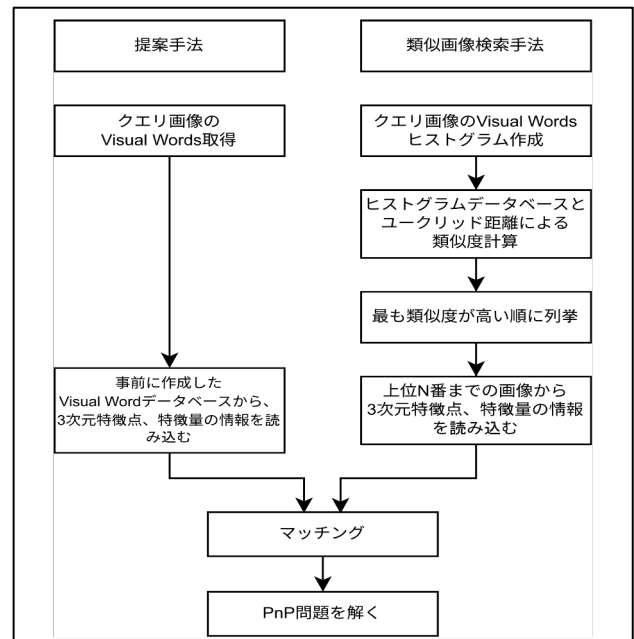 提案手法
類似画像検索手法
クエリ画像の
Visual Words取得
クエリ画像のVisual Words
ヒストグラム作成
ヒストグラムデータベースと
ユークリッド距離による
類似度計算
最も類似度が高い順に列挙
事前に作成した
Visual Wordデータベースから、
3次元特徴点、特徴量の情報を読
み込む
上位N番までの画像から
3次元特徴点、特徴量の情報
を読み込む
マッチング
PnP問題を解く